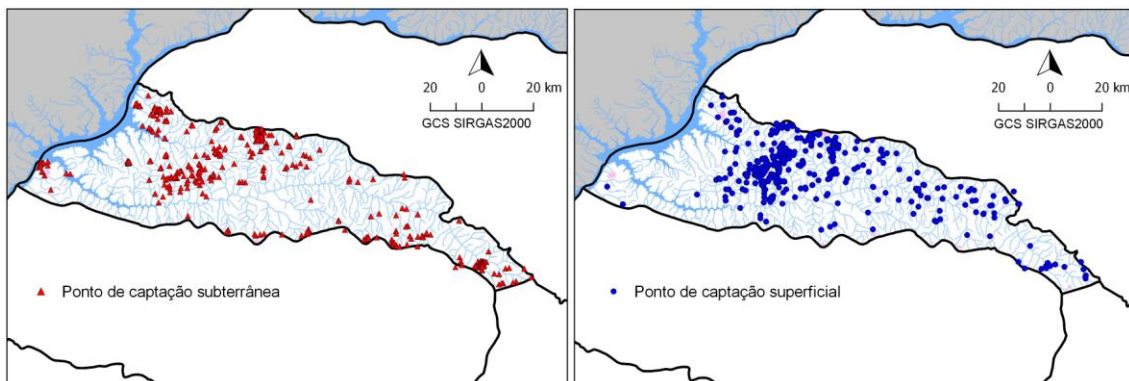 20 0 20 km
GCS SIRGAS2000
Ponto de captação subterrânea
20 0 20 km
GCS SIRGAS2000
Ponto de captação superficial